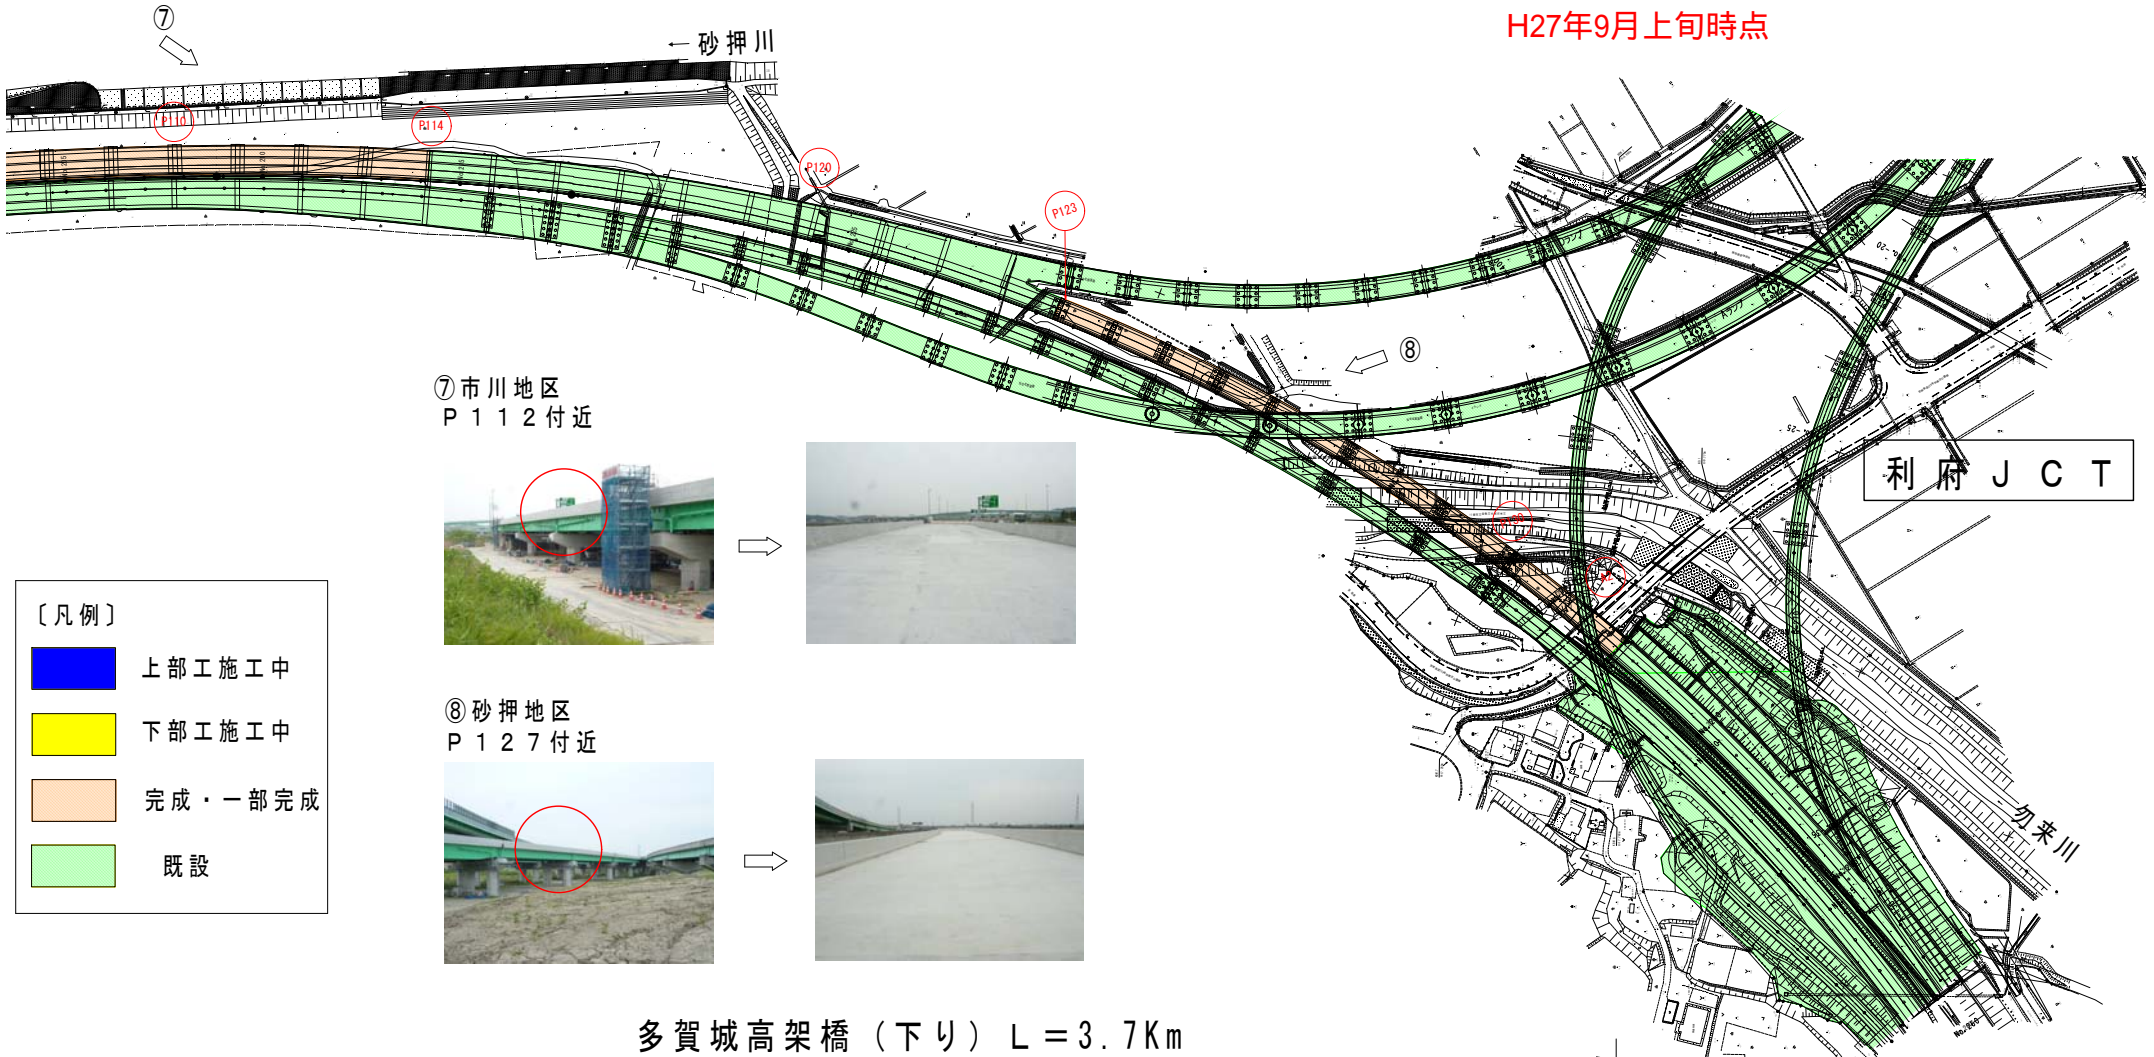 H27年9月上旬時点
⑦
← 砂押川
P110
P114
P120
P123
⑧
⑦市川地区
P112付近
利府JCT
P130
A2
〔凡例〕
上部工施工中
下部工施工中
完成・一部完成
既設
⑧砂押地区
P127付近
勿来川
多賀城高架橋（下り）L=3.7Km